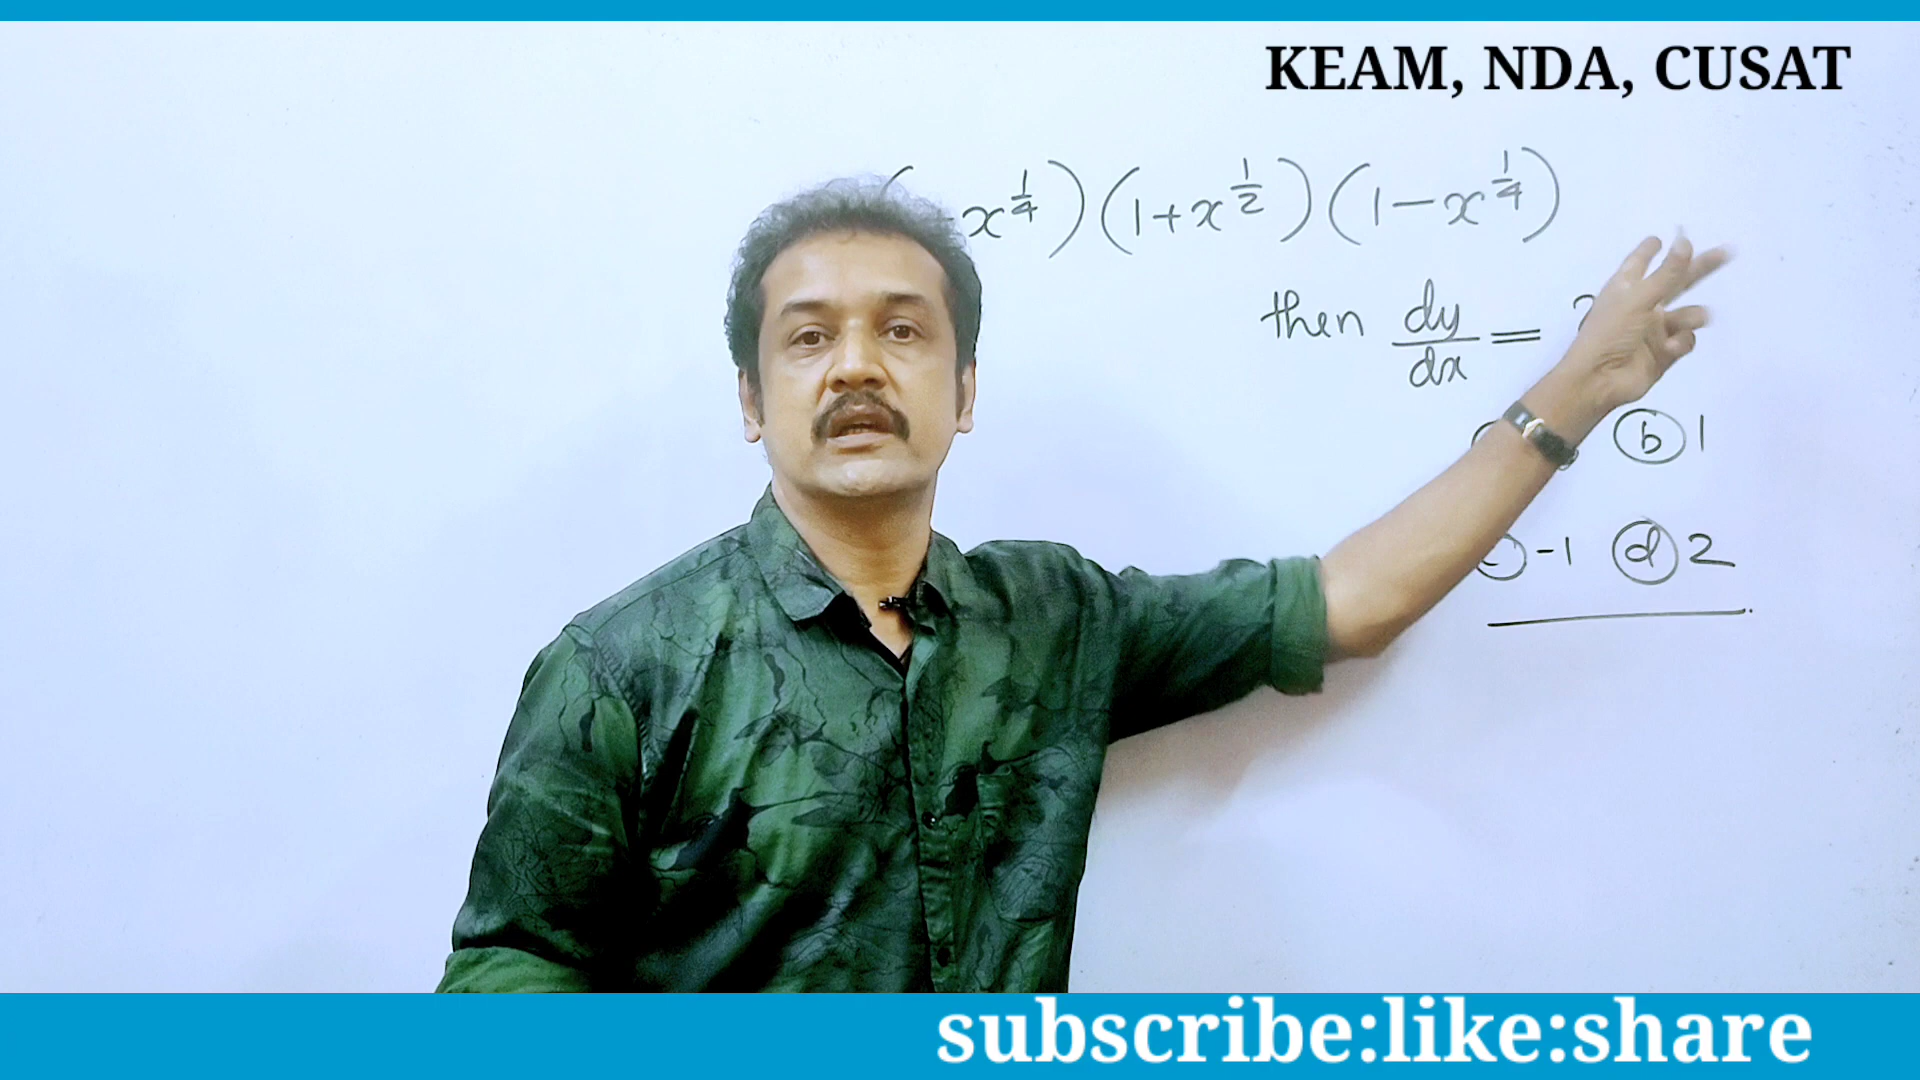 KEAM, NDA, CUSAT
x^{1/4})(1+x^{1/2})(1-x^{1/4})
then dy/dx =
(b) 1
-1 (d) 2
subscribe:like:share